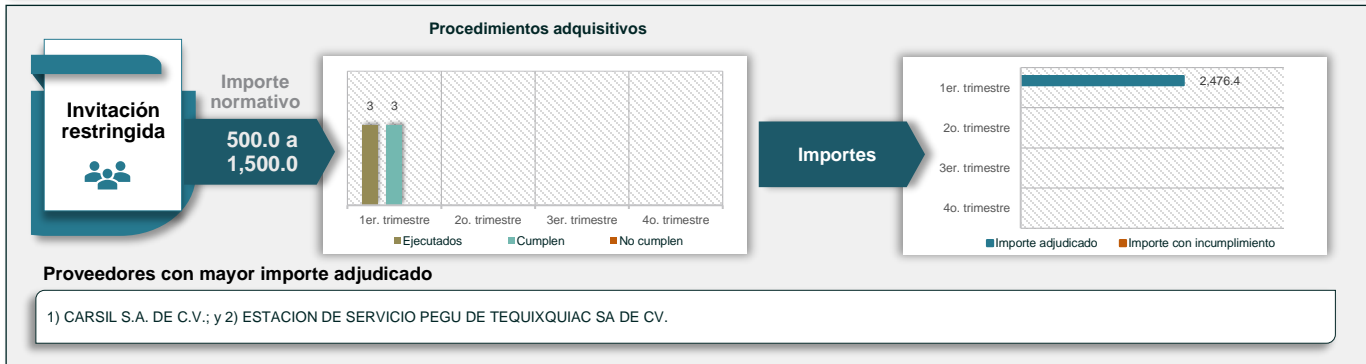 Procedimientos adquisitivos
Invitación
restringida
Importe
normativo
500.0 a
1,500.0
3 3
1er. trimestre 2o. trimestre 3er. trimestre 4o. trimestre
Ejecutados Cumplen No cumplen
Importes
1er. trimestre 2,476.4
2o. trimestre
3er. trimestre
4o. trimestre
Importe adjudicado Importe con incumplimiento
Proveedores con mayor importe adjudicado
1) CARSIL S.A. DE C.V.; y 2) ESTACION DE SERVICIO PEGU DE TEQUIXQUIAC SA DE CV.